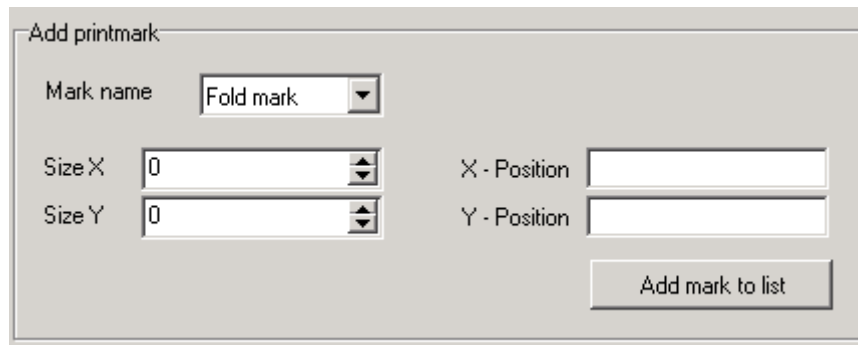 Add printmark
Mark name Fold mark
Size X 0 X - Position
Size Y 0 Y - Position
Add mark to list